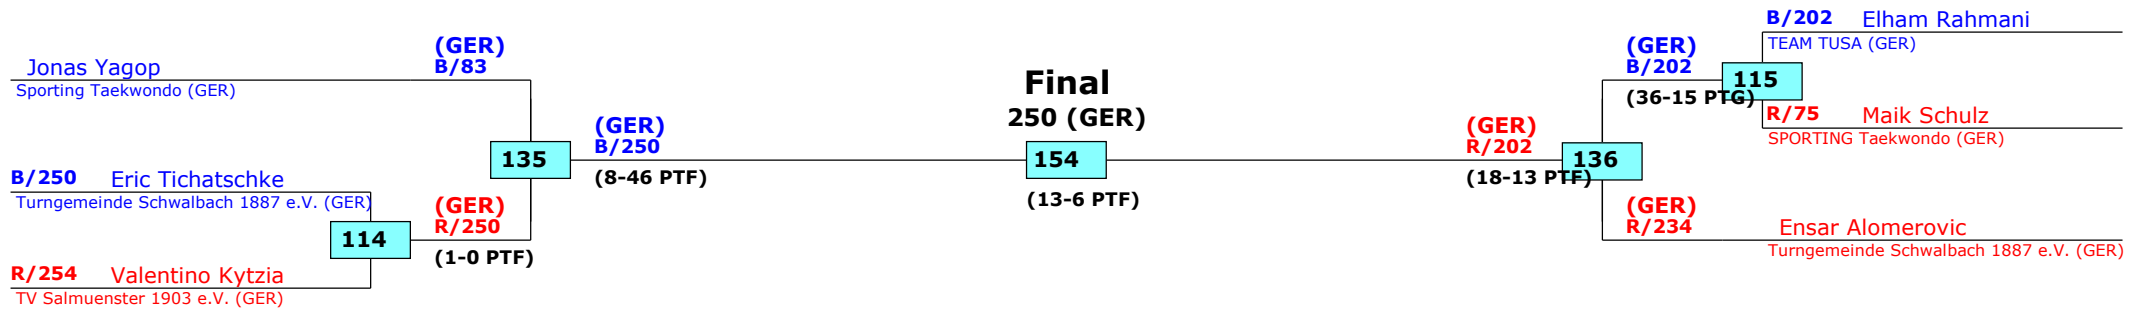 Jonas Yagop
Sporting Taekwondo (GER)
(GER)
B/83
B/250 Eric Tichatschke
Turngemeinde Schwalbach 1887 e.V. (GER)
114
R/254 Valentino Kytzia
TV Salmuenster 1903 e.V. (GER)
(GER)
R/250
(1-0 PTF)
135
(GER)
B/250
(8-46 PTF)
Final
250 (GER)
154
(13-6 PTF)
(GER)
R/202
(18-13 PTF)
136
(GER)
B/202
(36-15 PTG)
115
B/202 Elham Rahmani
TEAM TUSA (GER)
R/75 Maik Schulz
SPORTING Taekwondo (GER)
(GER)
R/234
Ensar Alomerovic
Turngemeinde Schwalbach 1887 e.V. (GER)